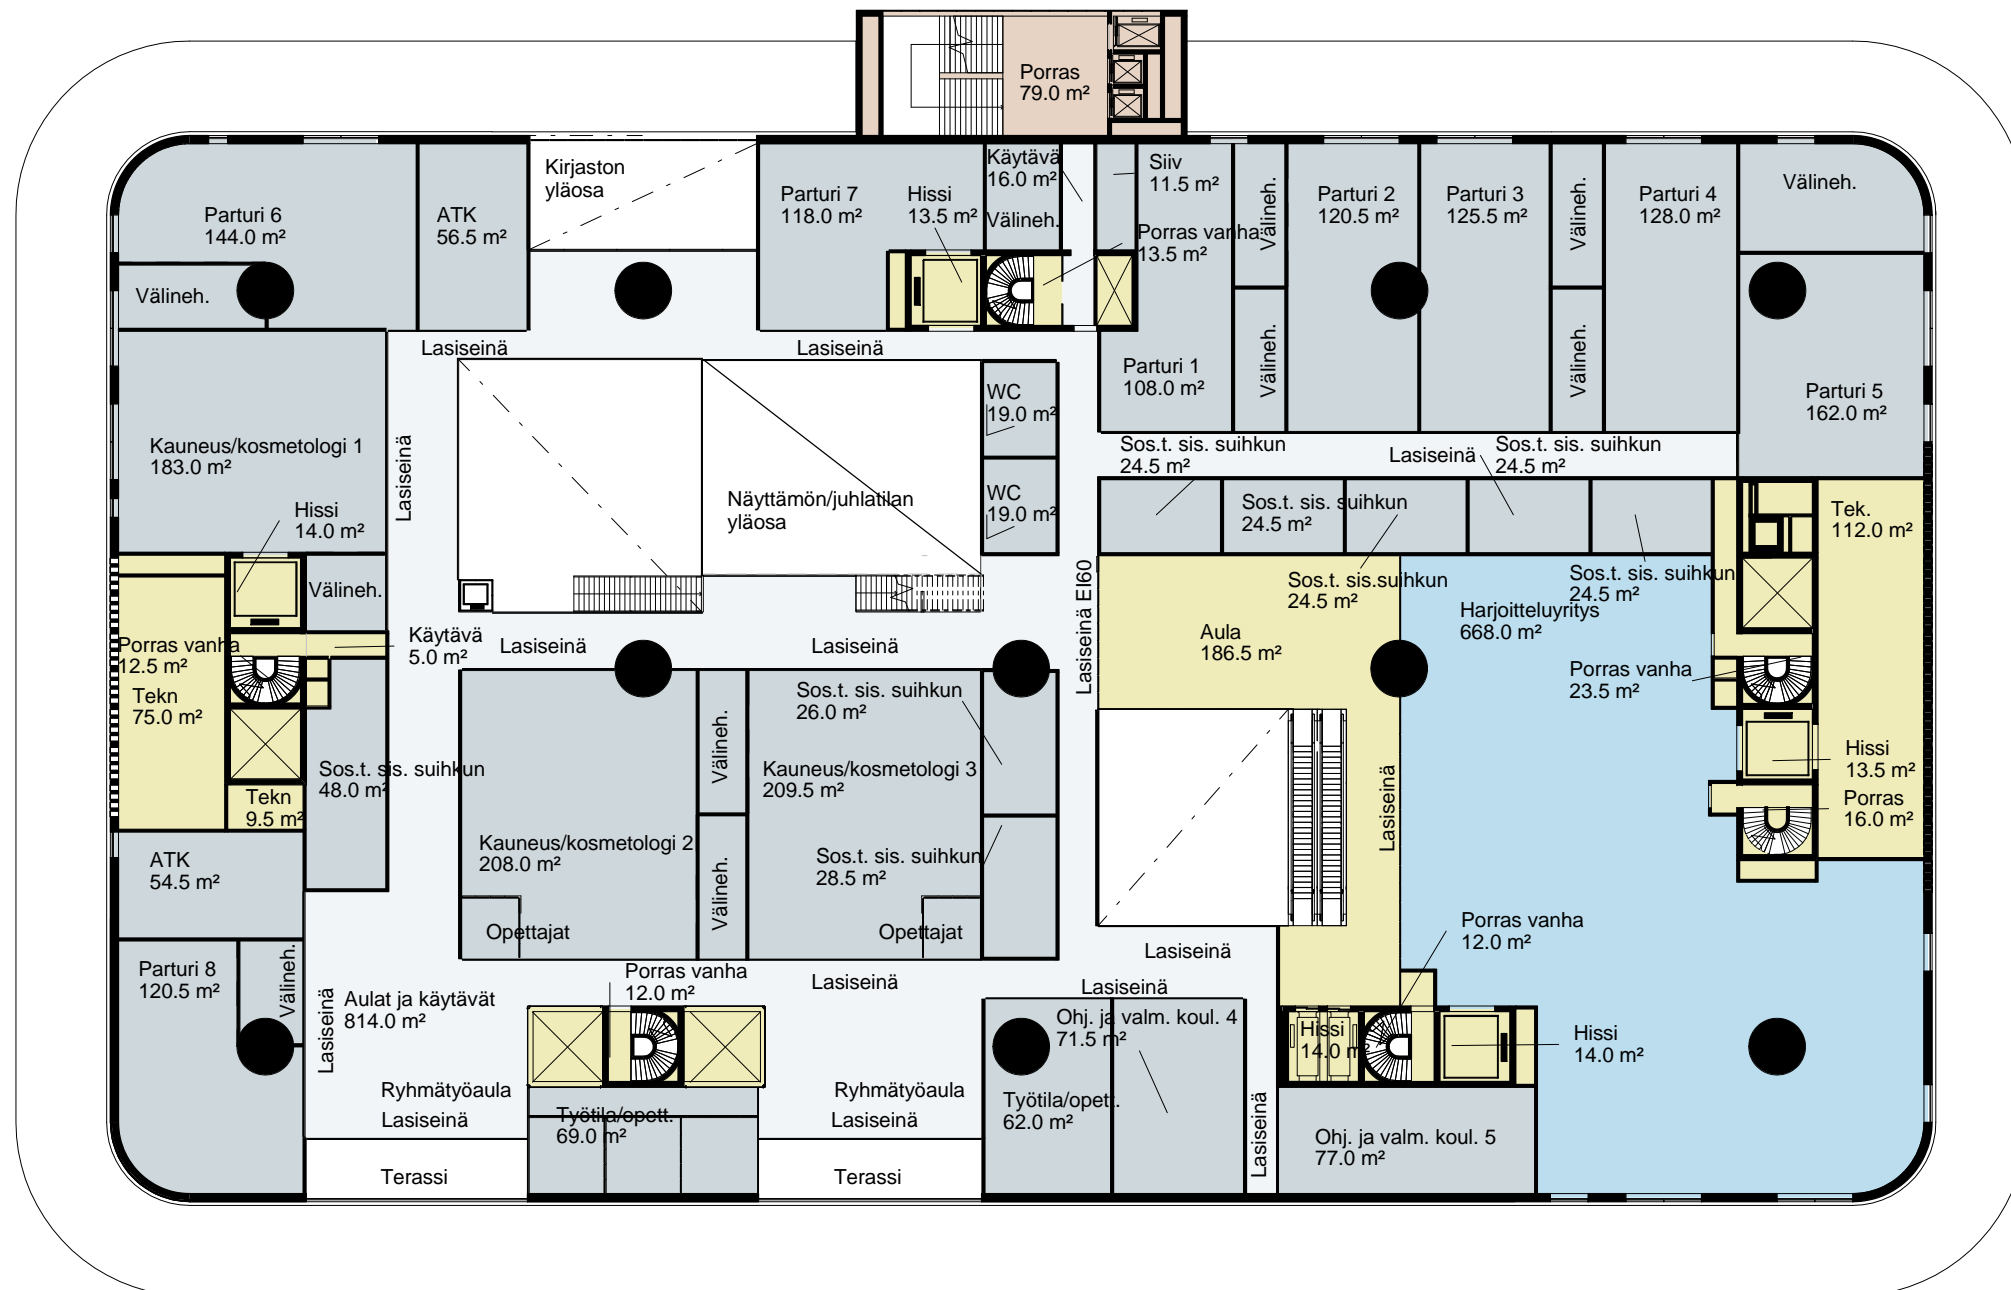 Porras
79.0 m²
Kirjaston
yläosa
Parturi 6
144.0 m²
ATK
56.5 m²
Välineh.
Parturi 7
118.0 m²
Hissi
13.5 m²
Käytävä
16.0 m²
Välineh.
Siiv
11.5 m²
Porras vanha
13.5 m²
Välineh.
Parturi 2
120.5 m²
Parturi 3
125.5 m²
Välineh.
Parturi 4
128.0 m²
Välineh.
Välineh.
Välineh.
Parturi 1
108.0 m²
Parturi 5
162.0 m²
Lasiseinä
Lasiseinä
Kauneus/kosmetologi 1
183.0 m²
Lasiseinä
WC
19.0 m²
WC
19.0 m²
Näyttämön/juhlatilan
yläosa
Sos.t. sis. suihkun
24.5 m²
Lasiseinä
Sos.t. sis. suihkun
24.5 m²
Sos.t. sis. suihkun
24.5 m²
Hissi
14.0 m²
Tek.
112.0 m²
Välineh.
Sos.t. sis.suihkun
24.5 m²
Sos.t. sis. suihkun
24.5 m²
Harjoitteluyritys
668.0 m²
Aula
186.5 m²
Lasiseinä EI60
Porras vanha
12.5 m²
Käytävä
5.0 m²
Lasiseinä
Lasiseinä
Porras vanha
23.5 m²
Tekn
75.0 m²
Sos.t. sis. suihkun
26.0 m²
Välineh.
Kauneus/kosmetologi 3
209.5 m²
Sos.t. sis. suihkun
48.0 m²
Tekn
9.5 m²
Hissi
13.5 m²
Porras
16.0 m²
Lasiseinä
Kauneus/kosmetologi 2
208.0 m²
Välineh.
Sos.t. sis. suihkun
28.5 m²
ATK
54.5 m²
Opettajat
Opettajat
Porras vanha
12.0 m²
Lasiseinä
Parturi 8
120.5 m²
Välineh.
Porras vanha
12.0 m²
Lasiseinä
Lasiseinä
Aulat ja käytävät
814.0 m²
Lasiseinä
Ohj. ja valm. koul. 4
71.5 m²
Hissi
14.0 m²
Hissi
14.0 m²
Ryhmätyöaula
Lasiseinä
Työtila/opett.
69.0 m²
Ryhmätyöaula
Lasiseinä
Työtila/opett.
62.0 m²
Lasiseinä
Ohj. ja valm. koul. 5
77.0 m²
Terassi
Terassi